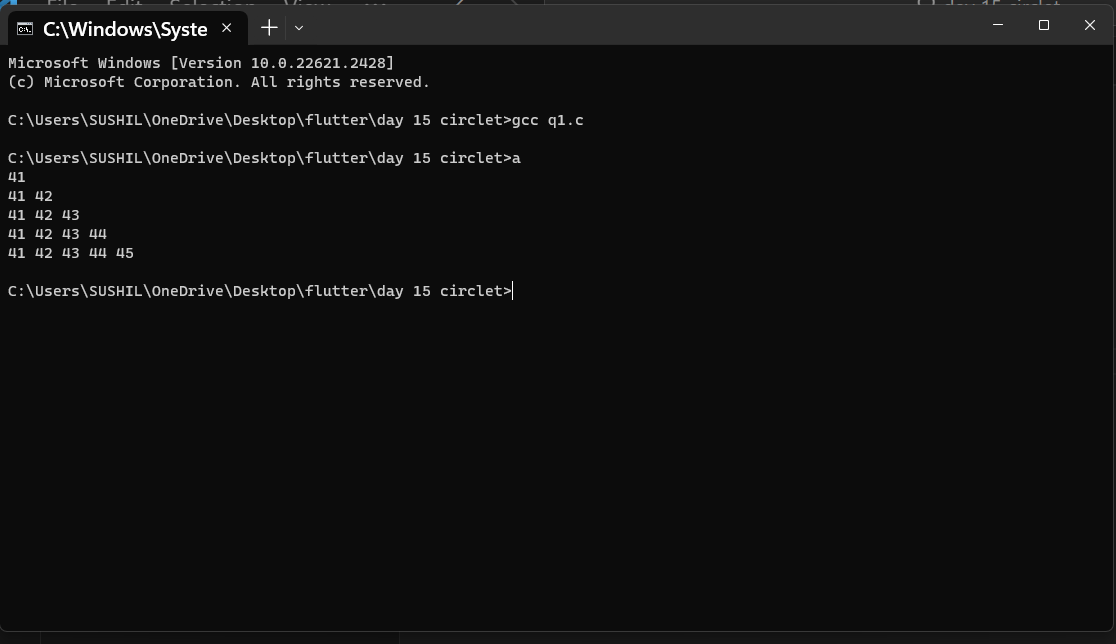 C:\Windows\Syste
Microsoft Windows [Version 10.0.22621.2428]
(c) Microsoft Corporation. All rights reserved.
C:\Users\SUSHIL\OneDrive\Desktop\flutter\day 15 circlet>gcc q1.c
C:\Users\SUSHIL\OneDrive\Desktop\flutter\day 15 circlet>a
41
41 42
41 42 43
41 42 43 44
41 42 43 44 45
C:\Users\SUSHIL\OneDrive\Desktop\flutter\day 15 circlet>